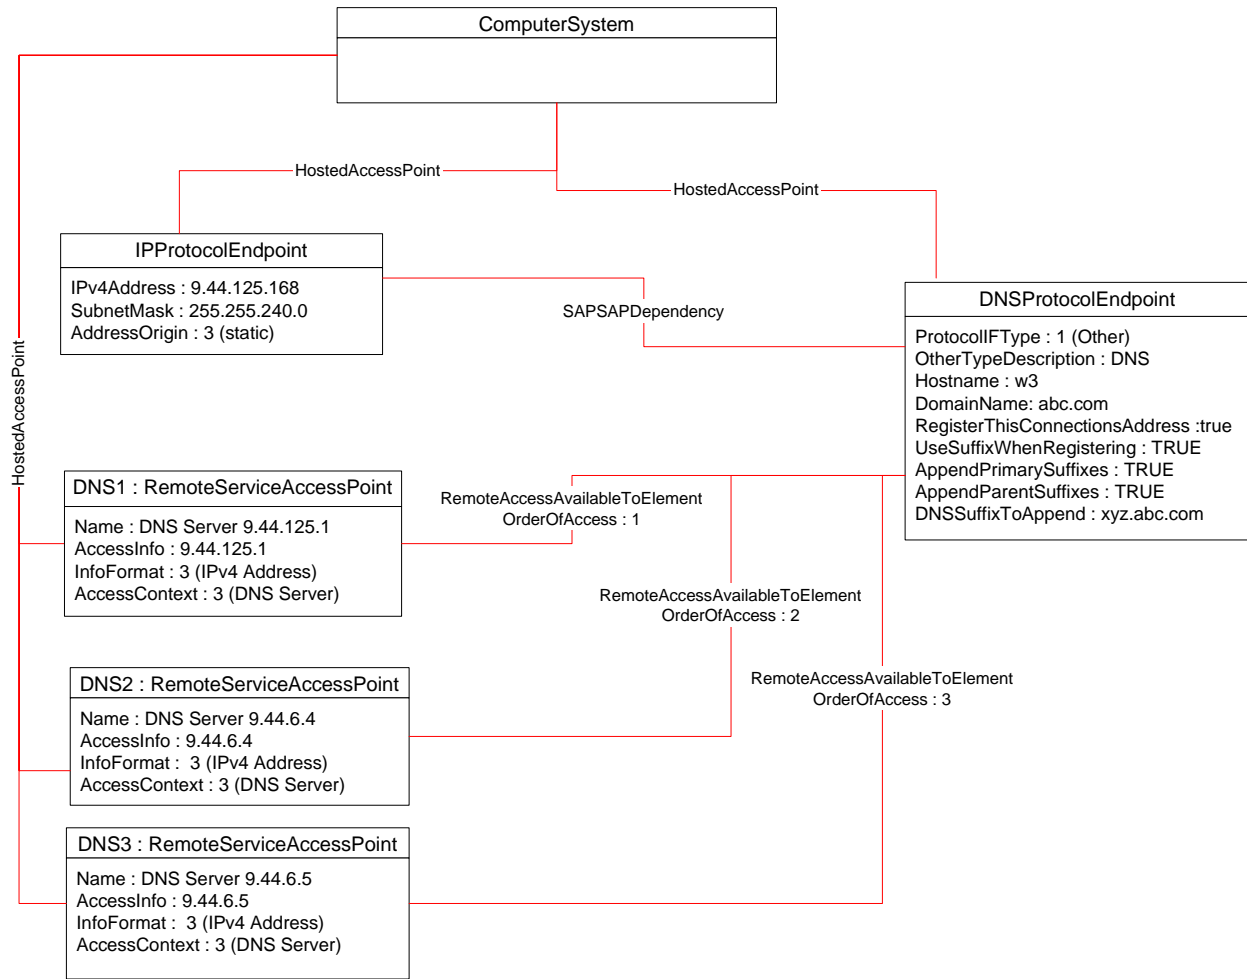 ComputerSystem
HostedAccessPoint
HostedAccessPoint
IPProtocolEndpoint
IPv4Address : 9.44.125.168
SubnetMask : 255.255.240.0
AddressOrigin : 3 (static)
SAPSAPDependency
DNSProtocolEndpoint
ProtocolIFType : 1 (Other)
OtherTypeDescription : DNS
Hostname : w3
DomainName: abc.com
RegisterThisConnectionsAddress :true
UseSuffixWhenRegistering : TRUE
AppendPrimarySuffixes : TRUE
AppendParentSuffixes : TRUE
DNSSuffixToAppend : xyz.abc.com
HostedAccessPoint
DNS1 : RemoteServiceAccessPoint
Name : DNS Server 9.44.125.1
AccessInfo : 9.44.125.1
InfoFormat : 3 (IPv4 Address)
AccessContext : 3 (DNS Server)
RemoteAccessAvailableToElement
OrderOfAccess : 1
RemoteAccessAvailableToElement
OrderOfAccess : 2
DNS2 : RemoteServiceAccessPoint
Name : DNS Server 9.44.6.4
AccessInfo : 9.44.6.4
InfoFormat :  3 (IPv4 Address)
AccessContext : 3 (DNS Server)
RemoteAccessAvailableToElement
OrderOfAccess : 3
DNS3 : RemoteServiceAccessPoint
Name : DNS Server 9.44.6.5
AccessInfo : 9.44.6.5
InfoFormat :  3 (IPv4 Address)
AccessContext : 3 (DNS Server)